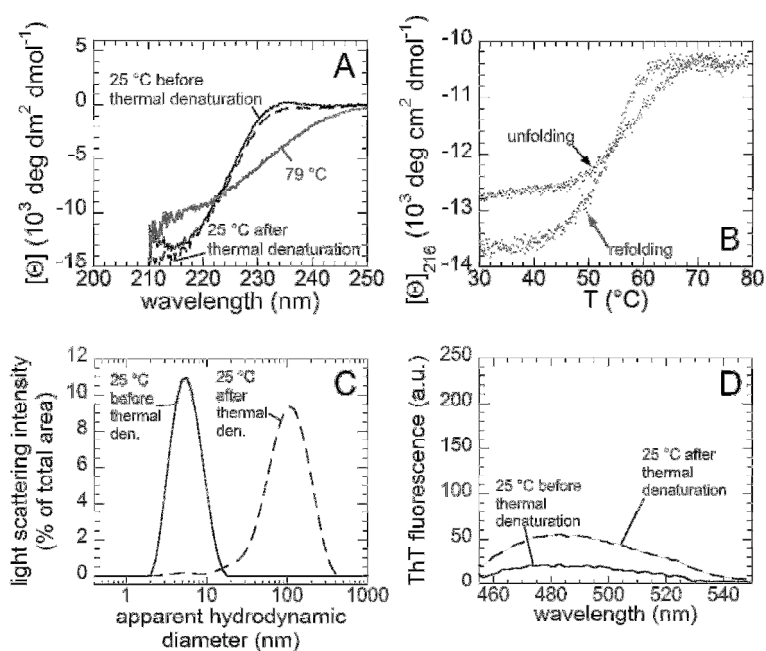 A
[Θ] (10³ deg dm² dmol⁻¹)
5
0
-5
-10
-15
25 °C before
thermal denaturation
79 °C
25 °C after
thermal denaturation
200 210 220 230 240 250
wavelength (nm)
B
[Θ]₂₁₆ (10³ deg cm² dmol⁻¹)
-10
-11
-12
-13
-14
unfolding
refolding
30 40 50 60 70 80
T (°C)
C
light scattering intensity
(% of total area)
12
10
8
6
4
2
0
25 °C
before
thermal
den.
25 °C
after
thermal
den.
1 10 100 1000
apparent hydrodynamic
diameter (nm)
D
ThT fluorescence (a.u.)
250
200
150
100
50
0
25 °C before
thermal
denaturation
25 °C after
thermal
denaturation
460 480 500 520 540
wavelength (nm)